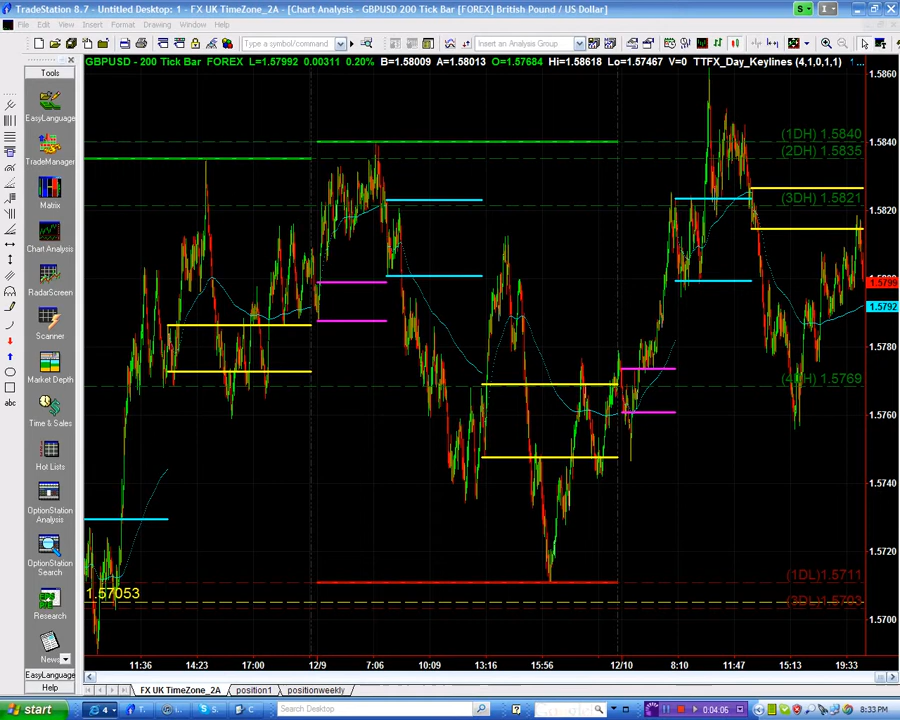 TradeStation 8.7 - Untitled Desktop: 1 - FX UK TimeZone_2A - [Chart Analysis - GBPUSD 200 Tick Bar [FOREX] British Pound / US Dollar]
File Edit View Insert Format Drawing Window Help
Type a symbol/command
Insert an Analysis Group
GBPUSD - 200 Tick Bar FOREX L=1.57992 0.00311 0.20% B=1.58009 A=1.58013 O=1.57684 Hi=1.58618 Lo=1.57467 V=0 TTFX_Day_Keylines (4,1,0,1,1) 1...
Tools
EasyLanguage
TradeManager
Matrix
Chart Analysis
RadarScreen
Scanner
Market Depth
Time & Sales
Hot Lists
OptionStation
Analysis
OptionStation
Search
Research
News
EasyLanguage
Help
abc
1.5860
(1DH) 1.5840
1.5840
(2DH) 1.5835
(3DH) 1.5821
1.5820
1.5799
1.5792
1.5780
1.5769
1.5760
1.5740
1.5720
(1DL)1.5711
1.57053
(3DL)1.5703
1.5700
11:36 14:23 17:00 12/9 7:06 10:09 13:16 15:56 12/10 8:10 11:47 15:13 19:33
FX UK TimeZone_2A position1 positionweekly
start 4 T. S. C Search Desktop 0:04:06 8:33 PM